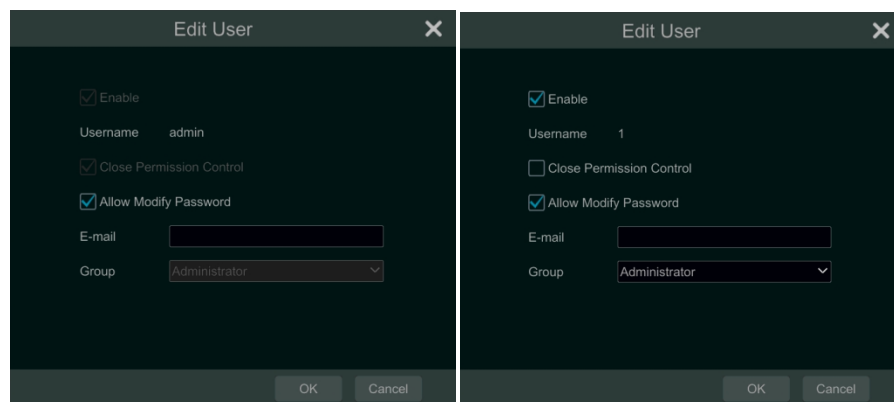 Edit User
Enable
Username admin
Close Permission Control
Allow Modify Password
E-mail
Group Administrator
OK Cancel
Edit User
Enable
Username 1
Close Permission Control
Allow Modify Password
E-mail
Group Administrator
OK Cancel